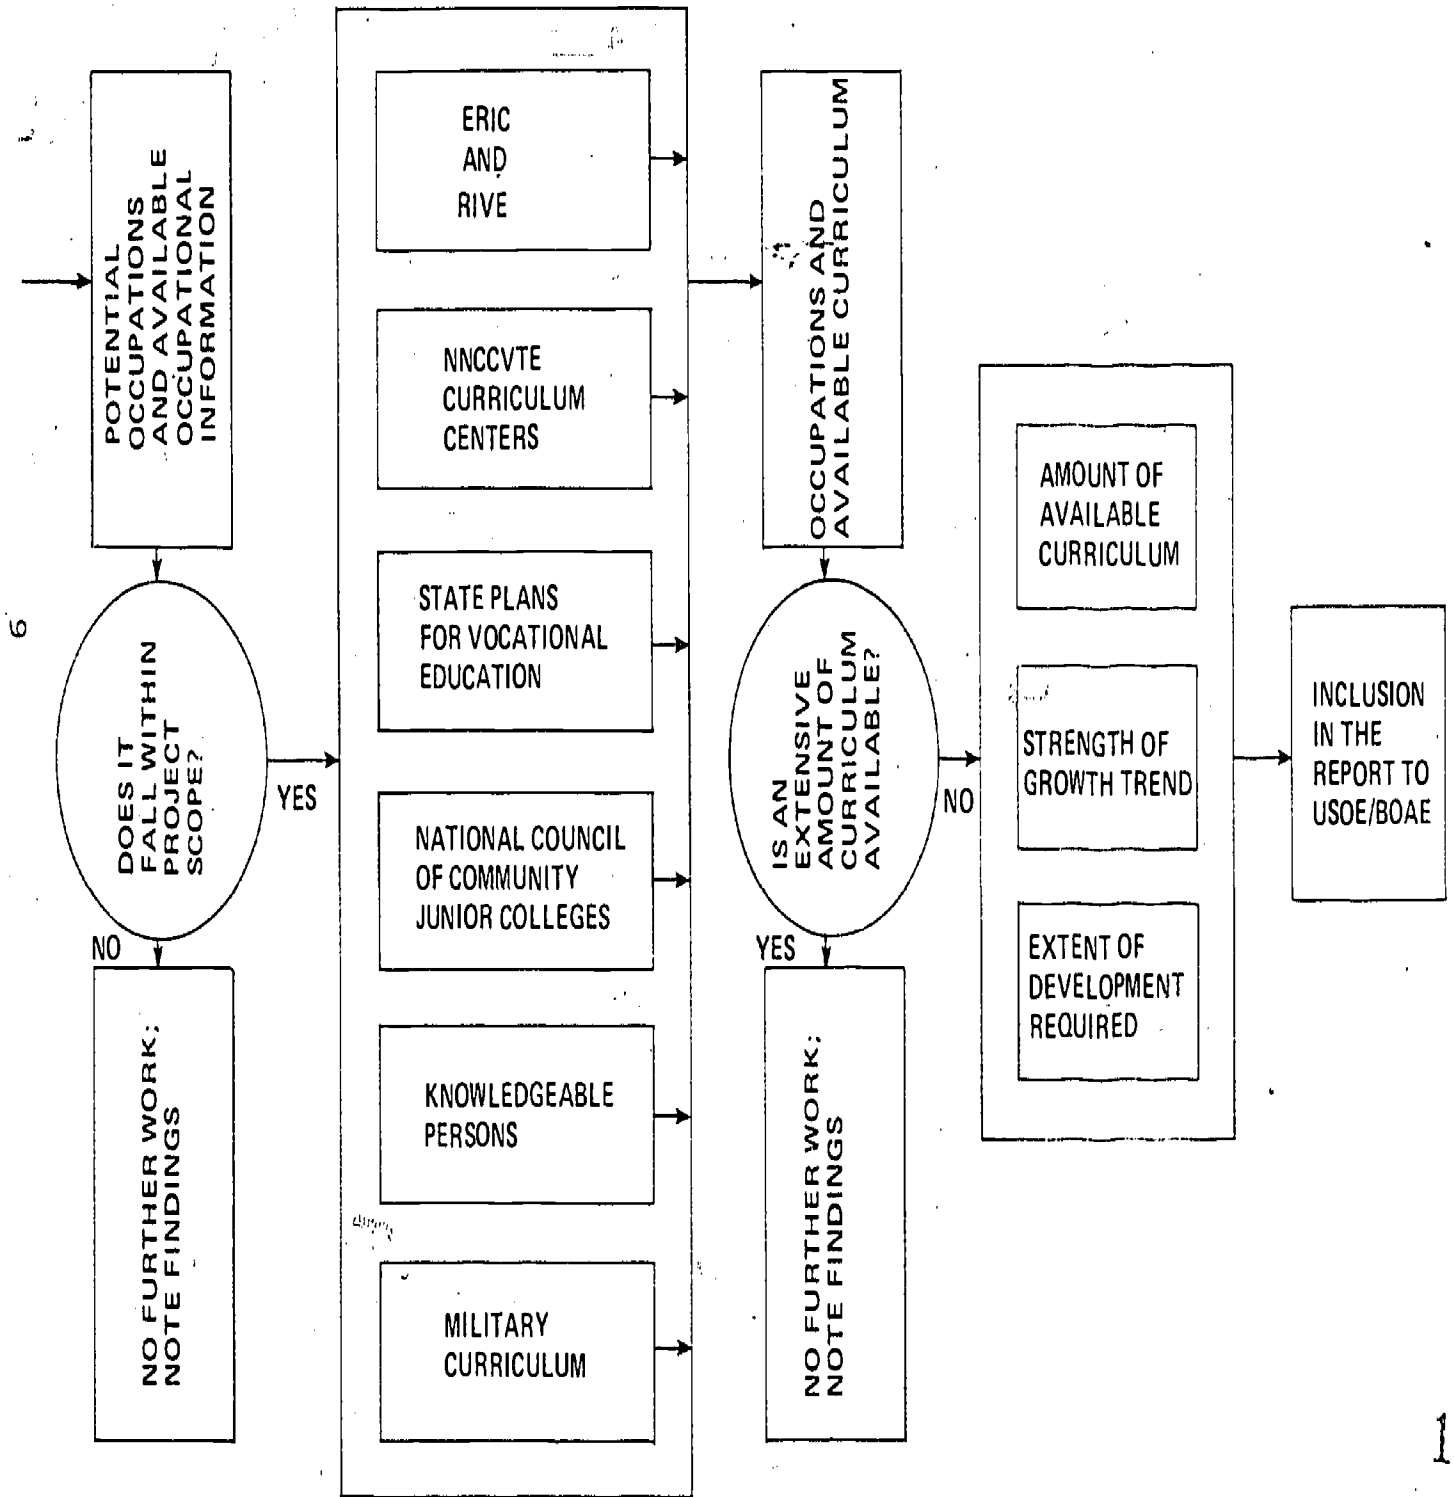 POTENTIAL
OCCUPATIONS
AND AVAILABLE
OCCUPATIONAL
INFORMATION
DOES IT
FALL WITHIN
PROJECT
SCOPE?
NO
YES
NO FURTHER WORK;
NOTE FINDINGS
ERIC
AND
RIVE
NNCCVTE
CURRICULUM
CENTERS
STATE PLANS
FOR VOCATIONAL
EDUCATION
NATIONAL COUNCIL
OF COMMUNITY
JUNIOR COLLEGES
KNOWLEDGEABLE
PERSONS
MILITARY
CURRICULUM
OCCUPATIONS AND
AVAILABLE CURRICULUM
IS AN
EXTENSIVE
AMOUNT OF
CURRICULUM
AVAILABLE?
YES
NO
NO FURTHER WORK;
NOTE FINDINGS
AMOUNT OF
AVAILABLE
CURRICULUM
STRENGTH OF
GROWTH TREND
EXTENT OF
DEVELOPMENT
REQUIRED
INCLUSION
IN THE
REPORT TO
USOE/BOAE
6
1